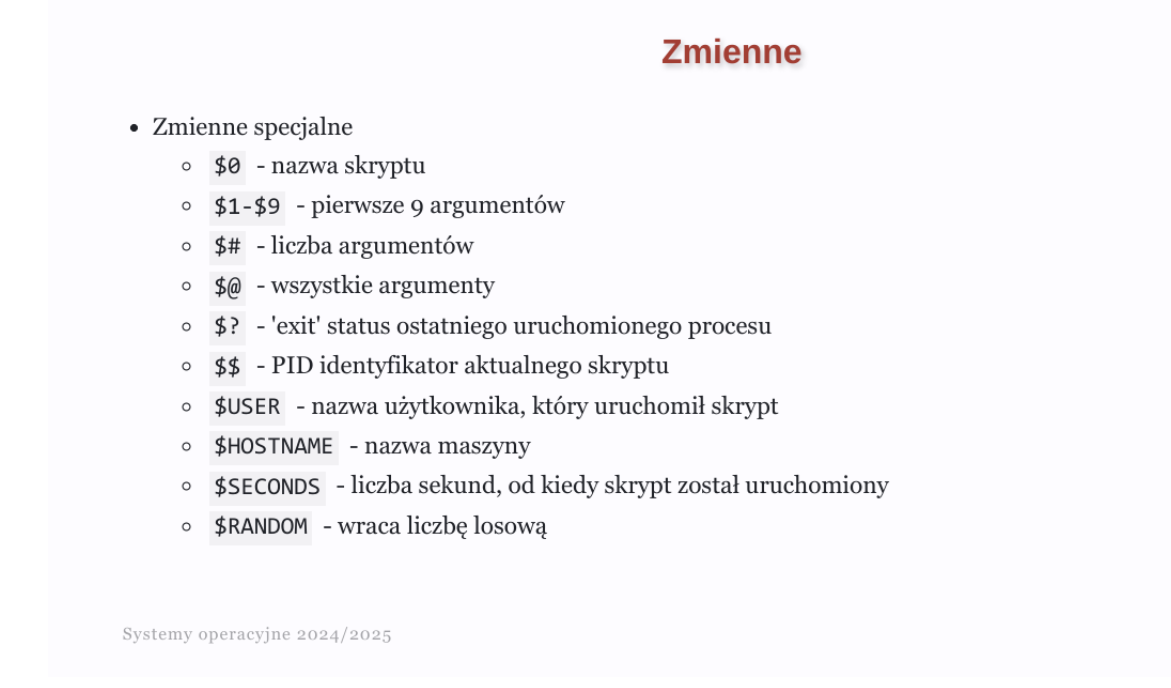 Zmienne
• Zmienne specjalne
◦ $0 - nazwa skryptu
◦ $1-$9 - pierwsze 9 argumentów
◦ $# - liczba argumentów
◦ $@ - wszystkie argumenty
◦ $? - 'exit' status ostatniego uruchomionego procesu
◦ $$ - PID identyfikator aktualnego skryptu
◦ $USER - nazwa użytkownika, który uruchomił skrypt
◦ $HOSTNAME - nazwa maszyny
◦ $SECONDS - liczba sekund, od kiedy skrypt został uruchomiony
◦ $RANDOM - wraca liczbę losową
Systemy operacyjne 2024/2025